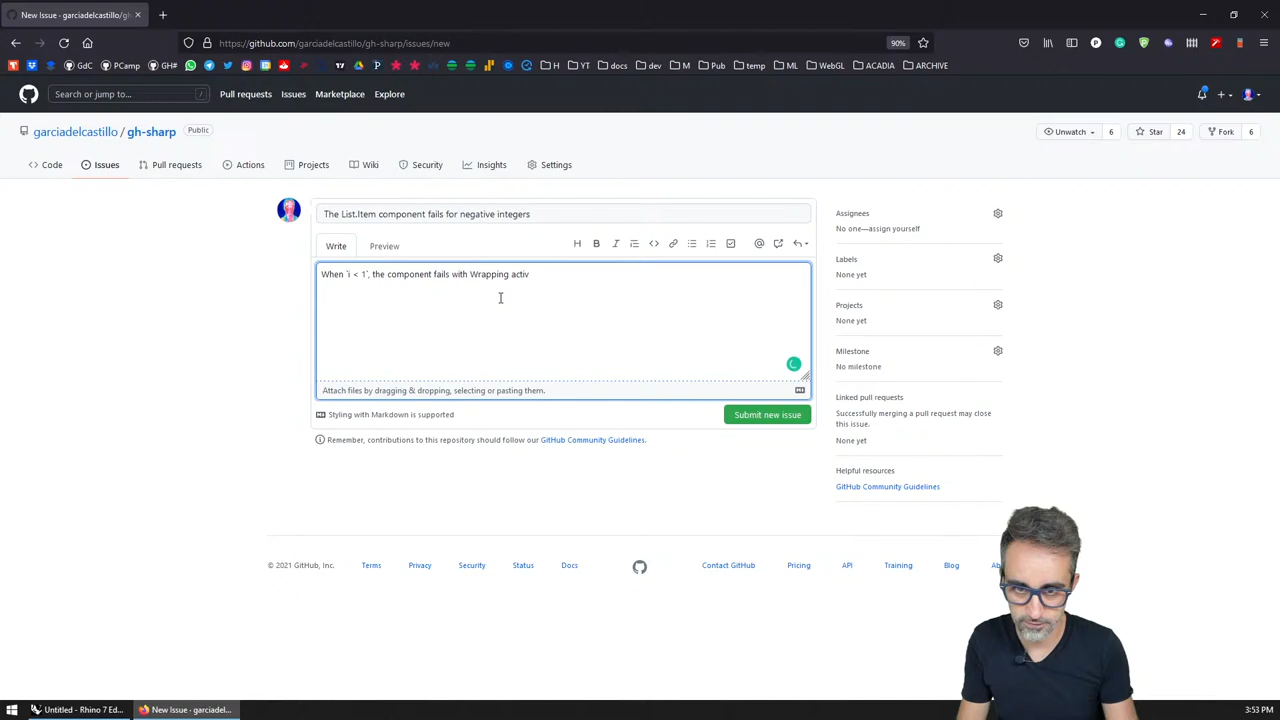 New Issue · garciadelcastillo/gh-
https://github.com/garciadelcastillo/gh-sharp/issues/new
90%
GdC
PCamp
GH#
H
YT
docs
dev
M
Pub
temp
ML
WebGL
ACADIA
ARCHIVE
Search or jump to...
/
Pull requests
Issues
Marketplace
Explore
garciadelcastillo / gh-sharp
Public
Unwatch
6
Star
24
Fork
6
Code
Issues
Pull requests
Actions
Projects
Wiki
Security
Insights
Settings
The List.Item component fails for negative integers
Write
Preview
When `i < 1`, the component fails with Wrapping activ
Attach files by dragging & dropping, selecting or pasting them.
Styling with Markdown is supported
Submit new issue
Remember, contributions to this repository should follow our GitHub Community Guidelines.
Assignees
No one—assign yourself
Labels
None yet
Projects
None yet
Milestone
No milestone
Linked pull requests
Successfully merging a pull request may close
this issue.
None yet
Helpful resources
GitHub Community Guidelines
© 2021 GitHub, Inc.
Terms
Privacy
Security
Status
Docs
Contact GitHub
Pricing
API
Training
Blog
Ab
Untitled - Rhino 7 Ed...
New Issue · garciadel...
3:53 PM